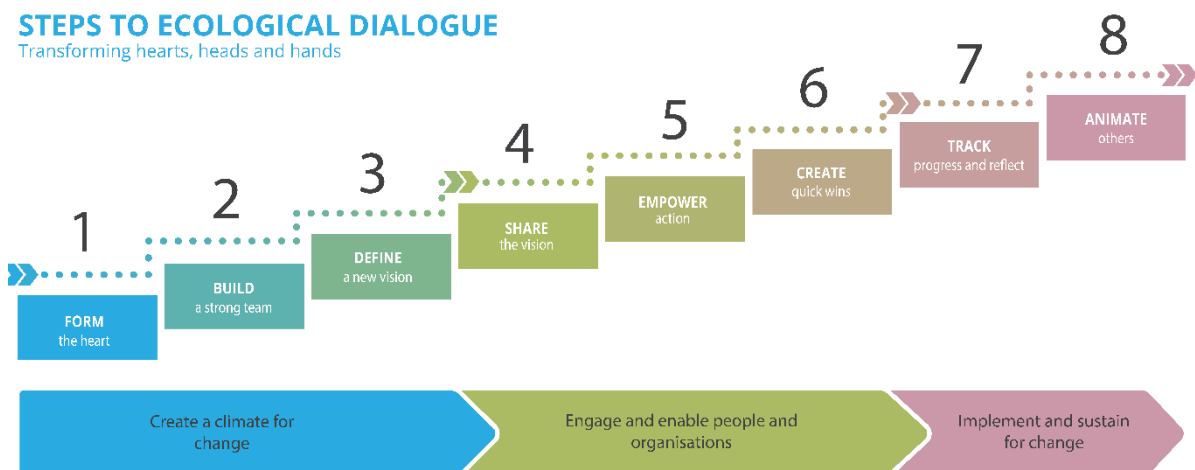 STEPS TO ECOLOGICAL DIALOGUE
Transforming hearts, heads and hands
1
FORM
the heart
2
BUILD
a strong team
3
DEFINE
a new vision
4
SHARE
the vision
5
EMPOWER
action
6
CREATE
quick wins
7
TRACK
progress and reflect
8
ANIMATE
others
Create a climate for
change
Engage and enable people and
organisations
Implement and sustain
for change